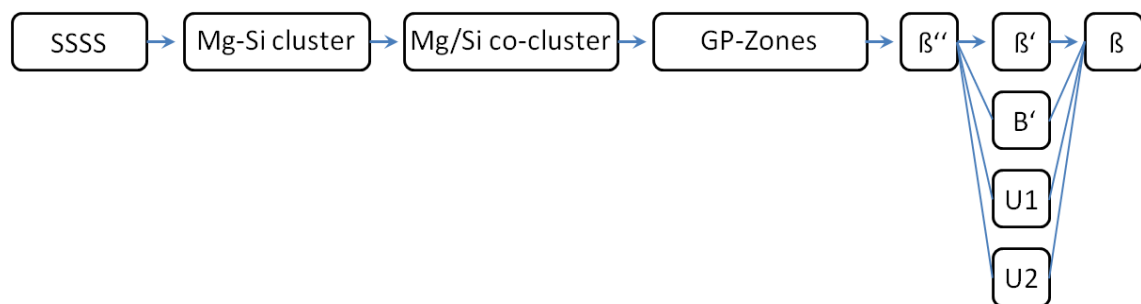 SSSS
Mg-Si cluster
Mg/Si co-cluster
GP-Zones
ß‘‘
ß‘
ß
B‘
U1
U2